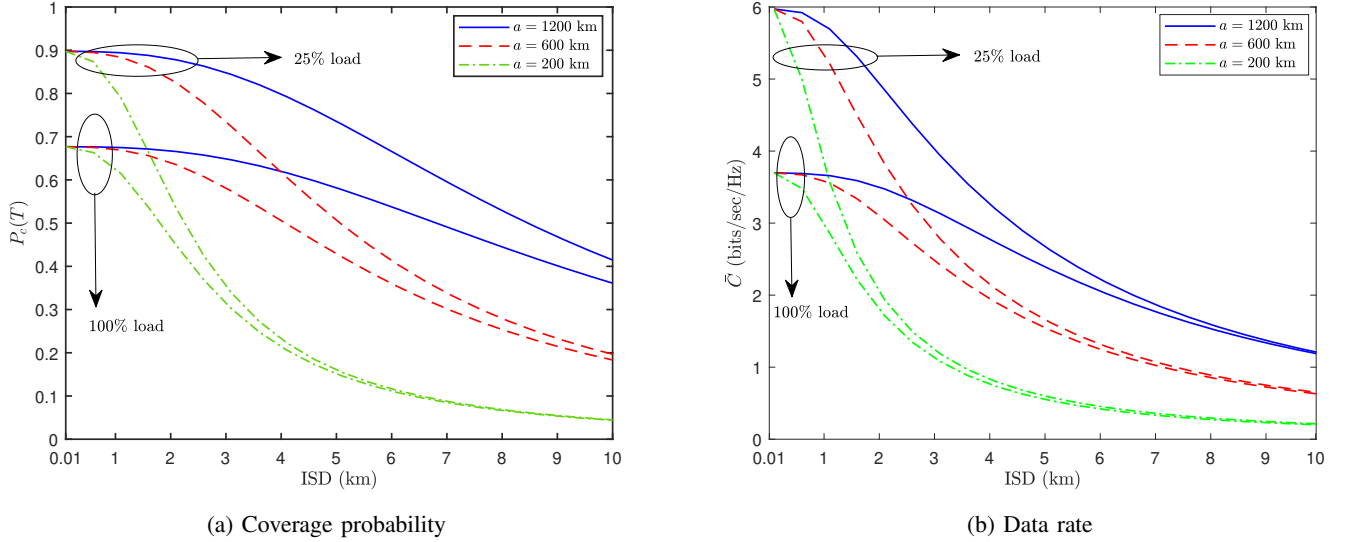 1
0.9
0.8
0.7
0.6
0.5
0.4
0.3
0.2
0.1
0
P_c(T)
a = 1200 km
a = 600 km
a = 200 km
25% load
100% load
0.01 1 2 3 4 5 6 7 8 9 10
ISD (km)
(a) Coverage probability
6
5
4
3
2
1
0
C̄ (bits/sec/Hz)
a = 1200 km
a = 600 km
a = 200 km
25% load
100% load
0.01 1 2 3 4 5 6 7 8 9 10
ISD (km)
(b) Data rate